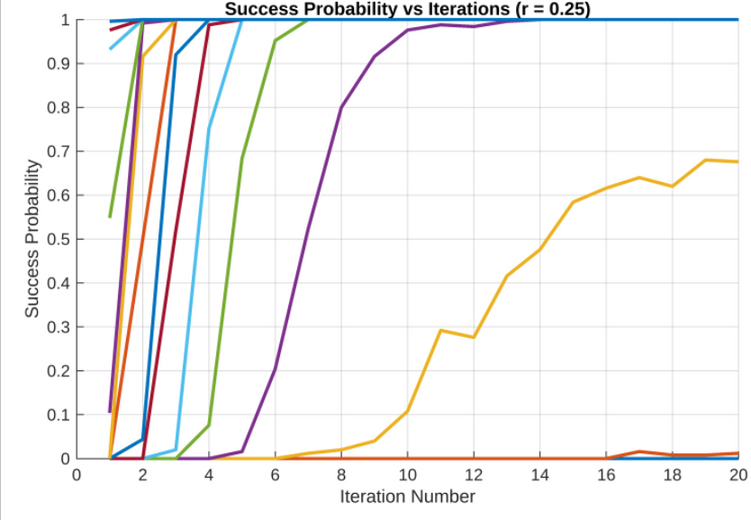 Success Probability vs Iterations (r = 0.25)
1
0.9
0.8
0.7
0.6
0.5
0.4
0.3
0.2
0.1
0
Success Probability
0 2 4 6 8 10 12 14 16 18 20
Iteration Number